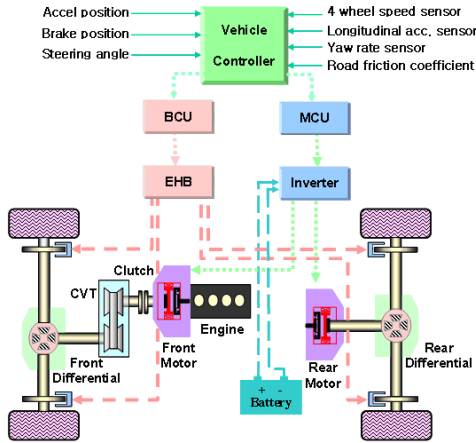 Accel position
Brake position
Steering angle
Vehicle
Controller
4 wheel speed sensor
Longitudinal acc. sensor
Yaw rate sensor
Road friction coefficient
BCU
MCU
EHB
Inverter
Clutch
CVT
Engine
Front
Differential
Front
Motor
Rear
Motor
Rear
Differential
+ -
Battery